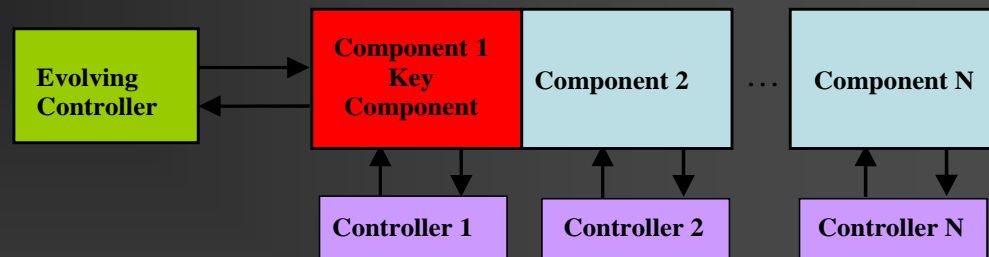 Evolving
Controller
Component 1
Key
Component
Component 2
...
Component N
Controller 1
Controller 2
Controller N